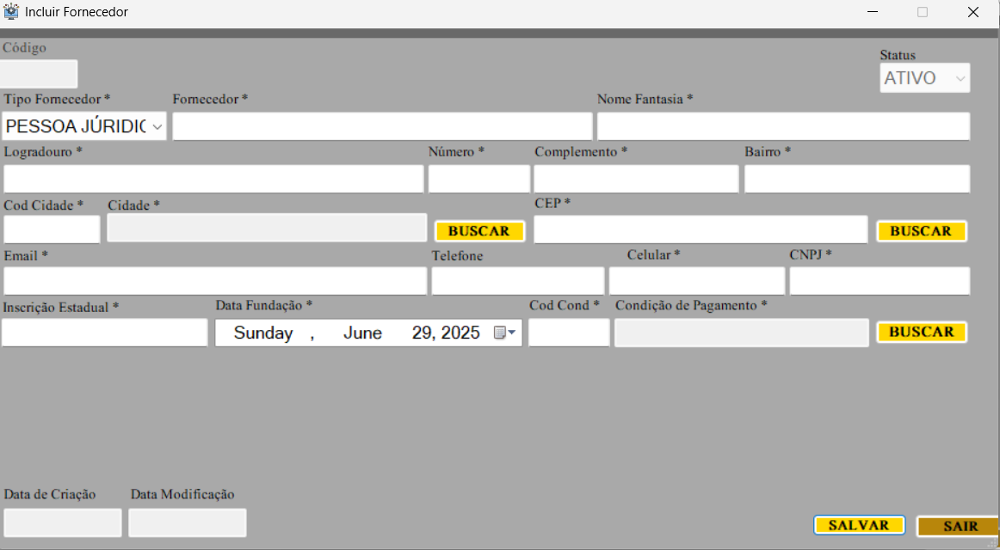 Incluir Fornecedor
Código
Status
ATIVO
Tipo Fornecedor * Fornecedor * Nome Fantasia *
PESSOA JÚRIDIC
Logradouro * Número * Complemento * Bairro *
Cod Cidade * Cidade * CEP *
BUSCAR BUSCAR
Email * Telefone Celular * CNPJ *
Inscrição Estadual * Data Fundação * Cod Cond * Condição de Pagamento *
Sunday , June 29, 2025 BUSCAR
Data de Criação Data Modificação
SALVAR SAIR